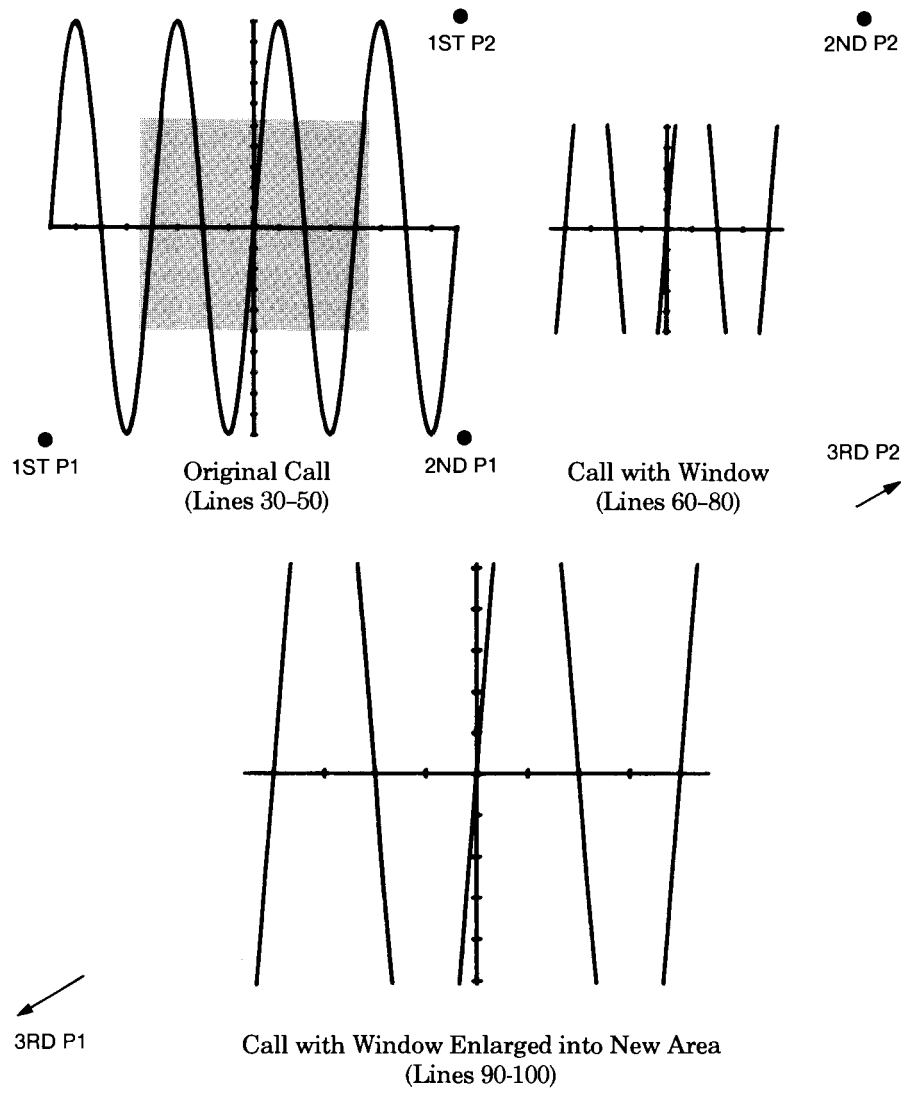 1ST P2
2ND P2
1ST P1
Original Call
(Lines 30–50)
2ND P1
Call with Window
(Lines 60–80)
3RD P2
3RD P1
Call with Window Enlarged into New Area
(Lines 90-100)